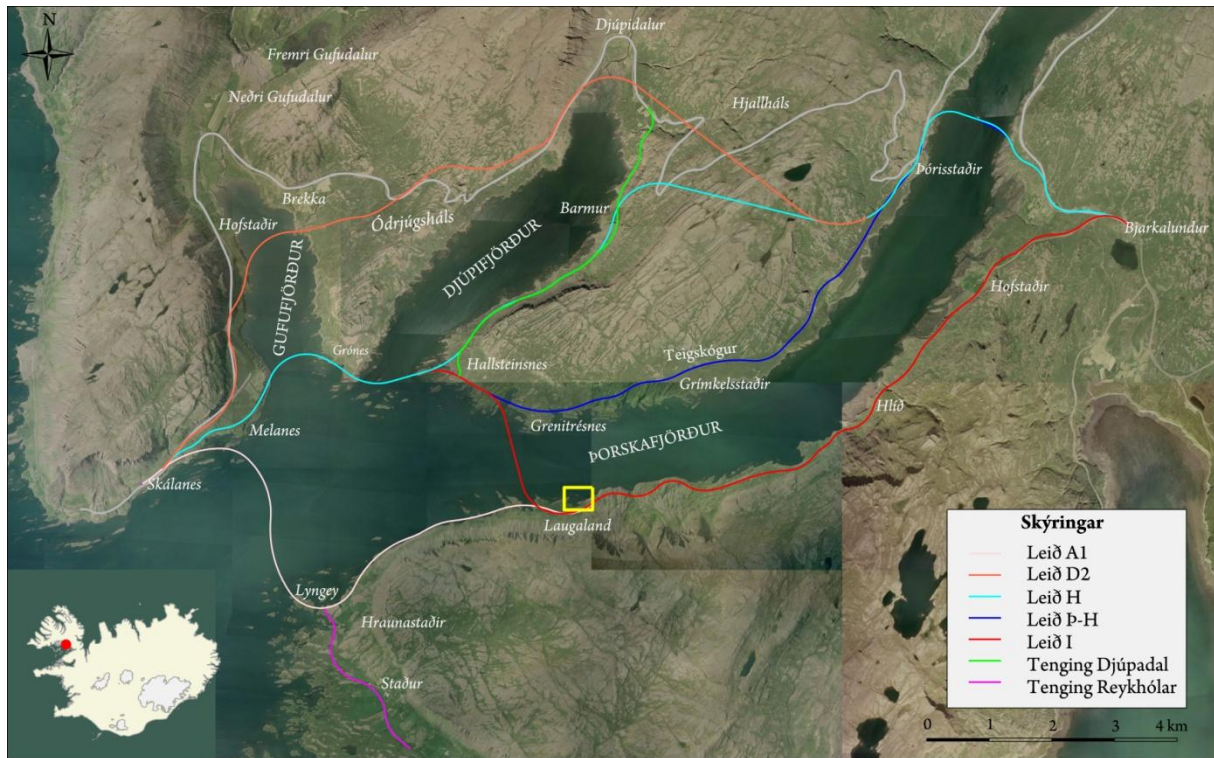 N
Djúpidalur
Fremri Gufudalur
Neðri Gufudalur
Hjallháls
Þórisstaðir
Brekka
Ódrjúgsháls
Hofstaðir
Barmur
Bjarkalundur
DJÚPIFJÖRÐUR
GUFUFJÖRÐUR
Hofstaðir
Grónes
Hallsteinsnes
Teigskógur
Grímkelsstaðir
Melanes
Grenitrésnes
Hlíð
ÞORSKAFJÖRÐUR
Skálanes
Laugaland
Lyngey
Hraunastaðir
Staður
Skýringar
Leið A1
Leið D2
Leið H
Leið Þ-H
Leið I
Tenging Djúpadal
Tenging Reykhólar
0 1 2 3 4 km